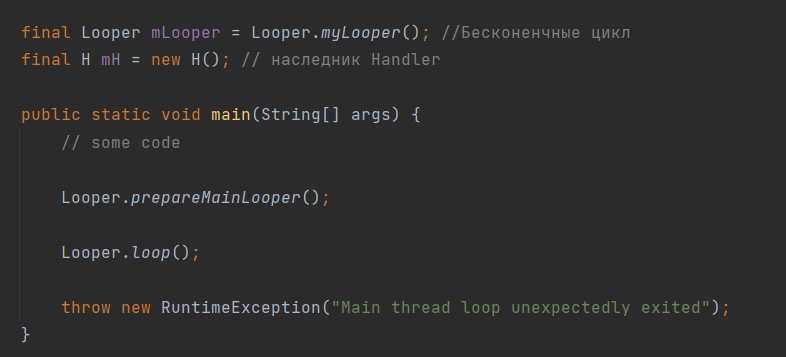 final Looper mLooper = Looper.myLooper(); //Бесконенчные цикл
final H mH = new H(); // наследник Handler
public static void main(String[] args) {
// some code
Looper.prepareMainLooper();
Looper.loop();
throw new RuntimeException("Main thread loop unexpectedly exited");
}